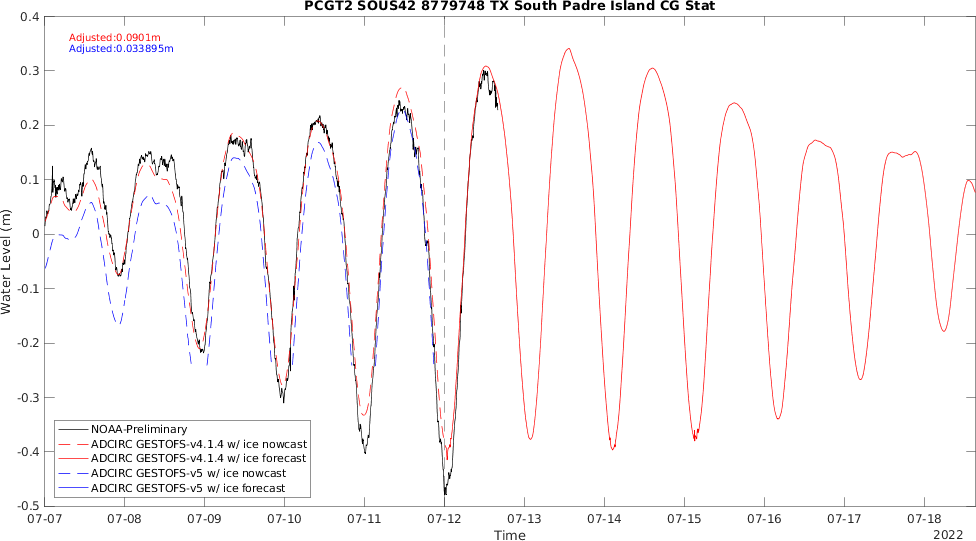 PCGT2 SOUS42 8779748 TX South Padre Island CG Stat
Adjusted:0.0901m
Adjusted:0.033895m
0.4
0.3
0.2
0.1
0
-0.1
-0.2
-0.3
-0.4
-0.5
Water Level (m)
NOAA-Preliminary
ADCIRC GESTOFS-v4.1.4 w/ ice nowcast
ADCIRC GESTOFS-v4.1.4 w/ ice forecast
ADCIRC GESTOFS-v5 w/ ice nowcast
ADCIRC GESTOFS-v5 w/ ice forecast
07-07 07-08 07-09 07-10 07-11 07-12 07-13 07-14 07-15 07-16 07-17 07-18
Time
2022